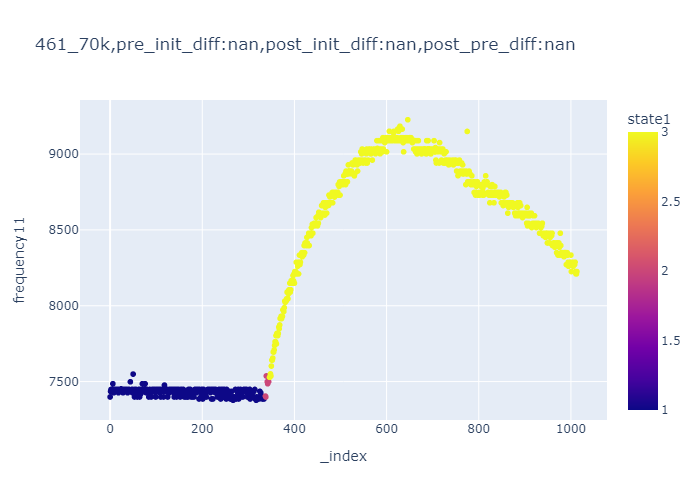 461_70k,pre_init_diff:nan,post_init_diff:nan,post_pre_diff:nan
state1
3
2.5
2
1.5
1
frequency11
9000
8500
8000
7500
0 200 400 600 800 1000
_index